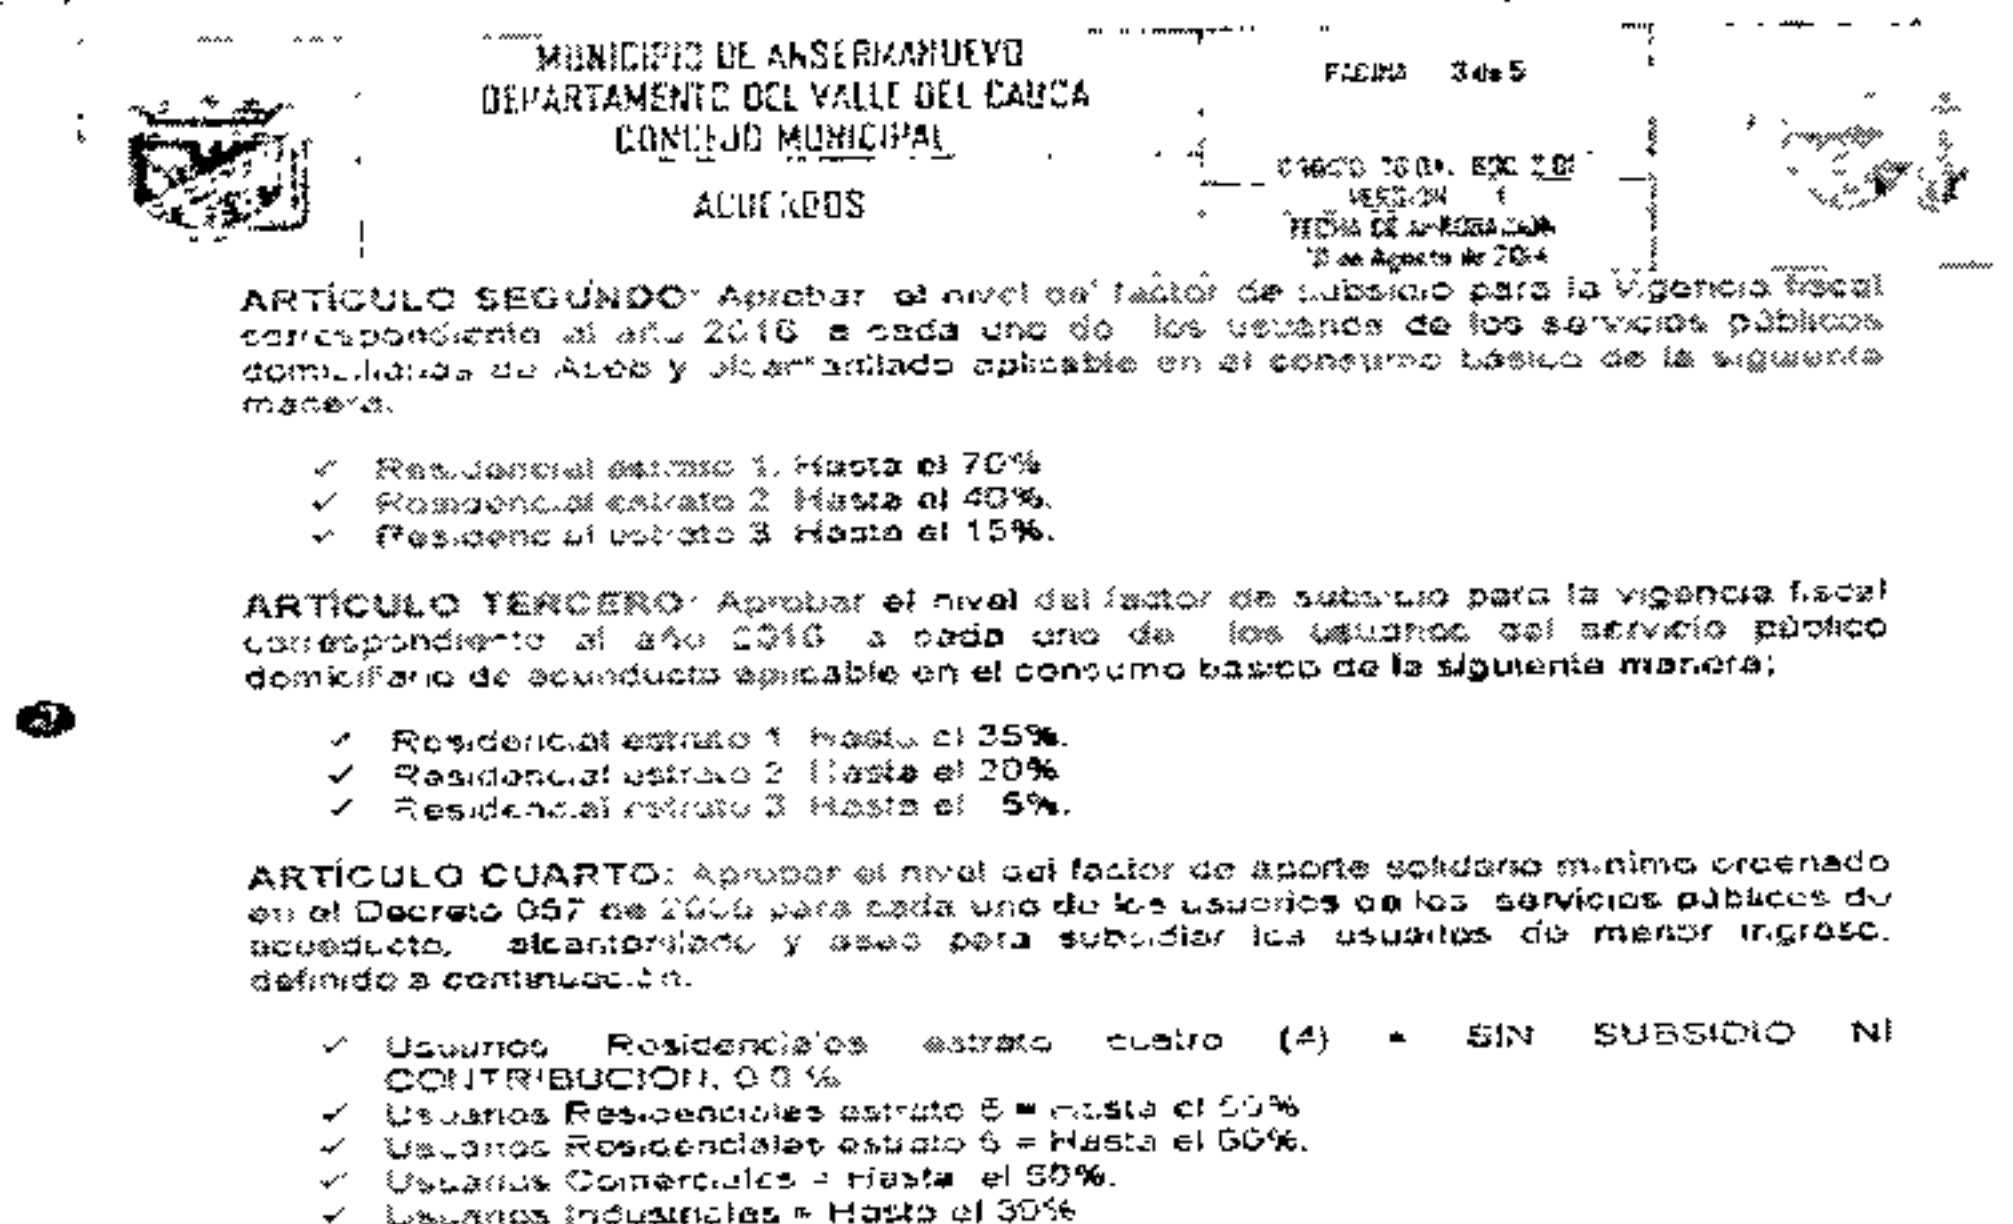 MUNICIPIO DE ANSERMANUEVO
DEPARTAMENTO DEL VALLE DEL CAUCA
CONCEJO MUNICIPAL
ACUERDOS
PAGINA 3 de 5
VERSION 1
FECHA DE APROBACION
de Agosto de
ARTÍCULO SEGUNDO: Aprobar el nivel del factor de subsidio para la vigencia fiscal
correspondiente al año 2016 a cada uno de los usuarios de los servicios públicos
domiciliarios de Aseo y alcantarillado aplicable en el consumo básico de la siguiente
manera.
✓ Residencial estrato 1. Hasta el 70%
✓ Residencial estrato 2 Hasta el 40%.
✓ Residencial estrato 3 Hasta el 15%.
ARTÍCULO TERCERO: Aprobar el nivel del factor de subsidio para la vigencia fiscal
correspondiente al año 2016 a cada uno de los usuarios del servicio público
domiciliario de acueducto aplicable en el consumo básico de la siguiente manera;
✓ Residencial estrato 1 Hasta el 35%.
✓ Residencial estrato 2 Hasta el 20%
✓ Residencial estrato 3 Hasta el 5%.
ARTÍCULO CUARTO: Aprobar el nivel del factor de aporte solidario mínimo ordenado
en el Decreto 057 de 2006 para cada uno de los usuarios de los servicios públicos de
acueducto, alcantarillado y aseo para subsidiar los usuarios de menor ingreso.
definido a continuación.
✓ Usuarios Residenciales estrato cuatro (4) = SIN SUBSIDIO NI
CONTRIBUCION. 0.0 %
✓ Usuarios Residenciales estrato 5 = Hasta el 50%
✓ Usuarios Residenciales estrato 6 = Hasta el 60%.
✓ Usuarios Comerciales = Hasta el 50%.
✓ Usuarios Industriales = Hasta el 30%